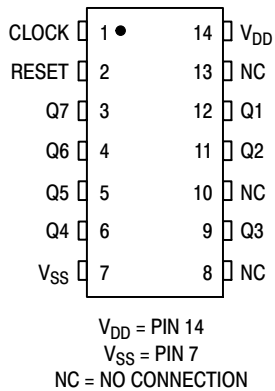 CLOCK 1 14 VDD
RESET 2 13 NC
Q7 3 12 Q1
Q6 4 11 Q2
Q5 5 10 NC
Q4 6 9 Q3
VSS 7 8 NC
VDD = PIN 14
VSS = PIN 7
NC = NO CONNECTION